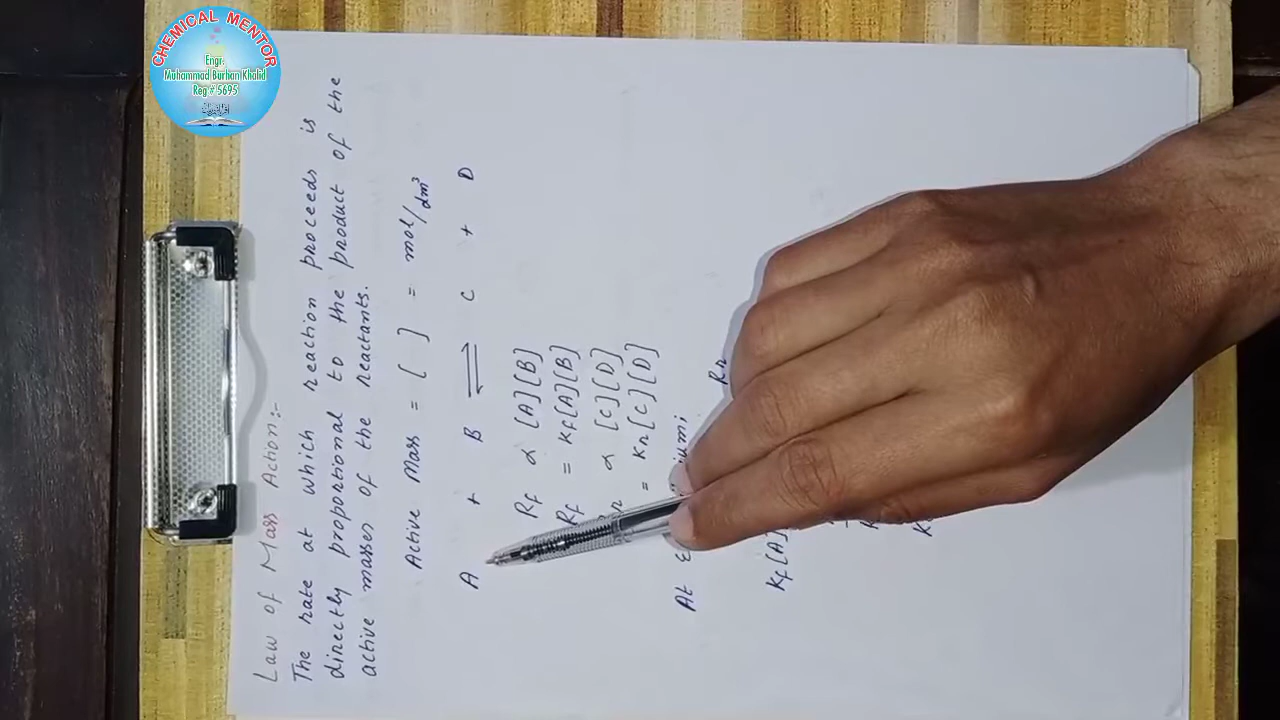 CHEMICAL MENTOR
Engr.
Muhammad Burhan Khalid
Reg # 5695
Law of Mass Action:-
The rate at which reaction proceeds is
directly proportional to the product of the
active masses of the reactants.
Active Mass = [ ] = mol/dm³
A + B ⇌ C + D
Rf α [A][B]
Rf = Kf[A][B]
α [C][D]
= Kr[C][D]
At
Rr
Kf[A]